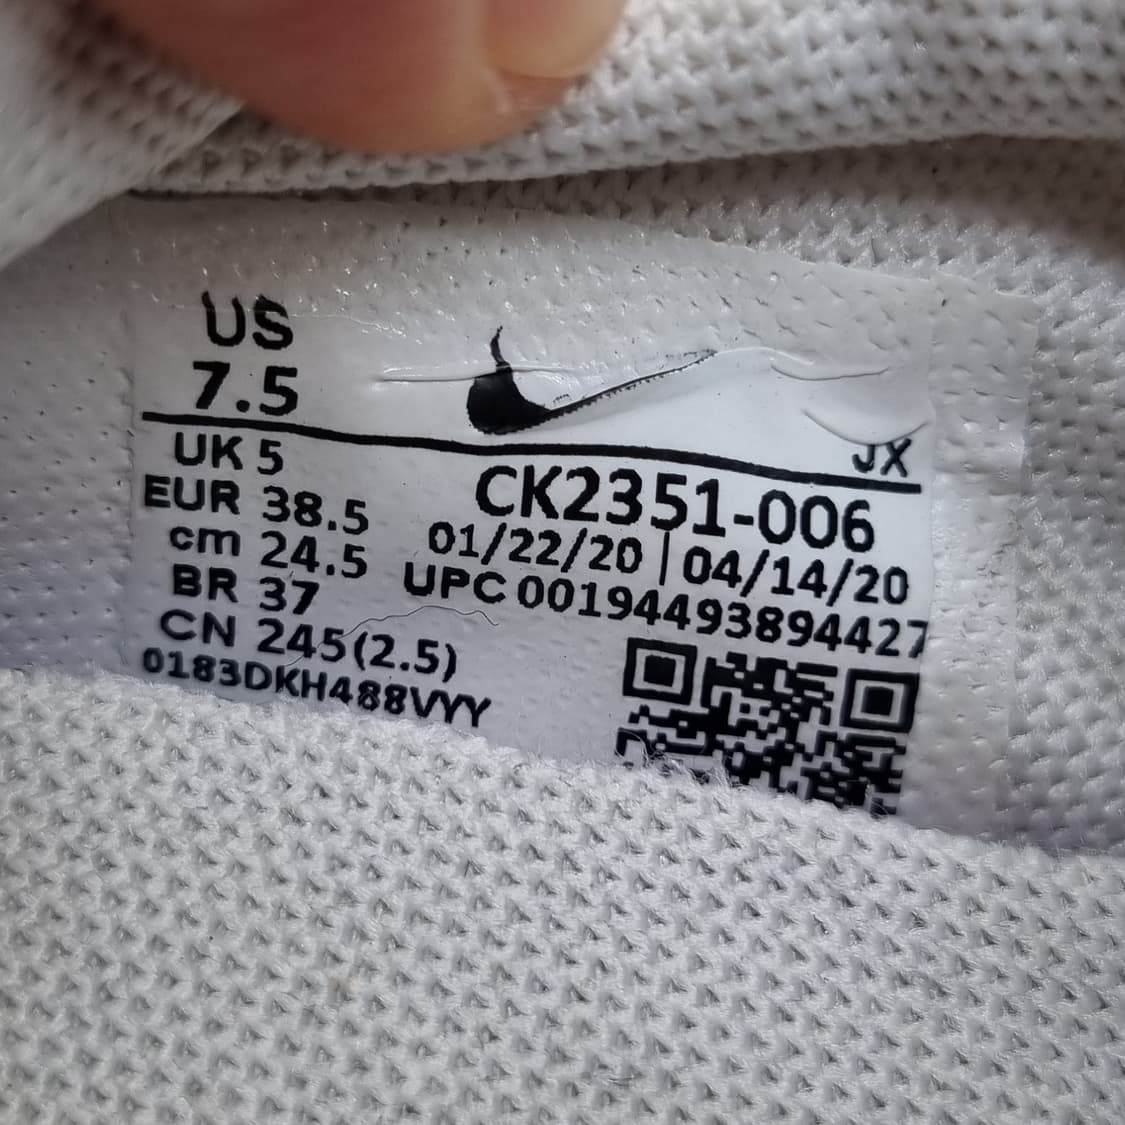 US
7.5
JX
UK 5
EUR 38.5
cm 24.5
BR 37
CN 245(2.5)
0183DKH488VYY
CK2351-006
01/22/20 | 04/14/20
UPC 00194493894427